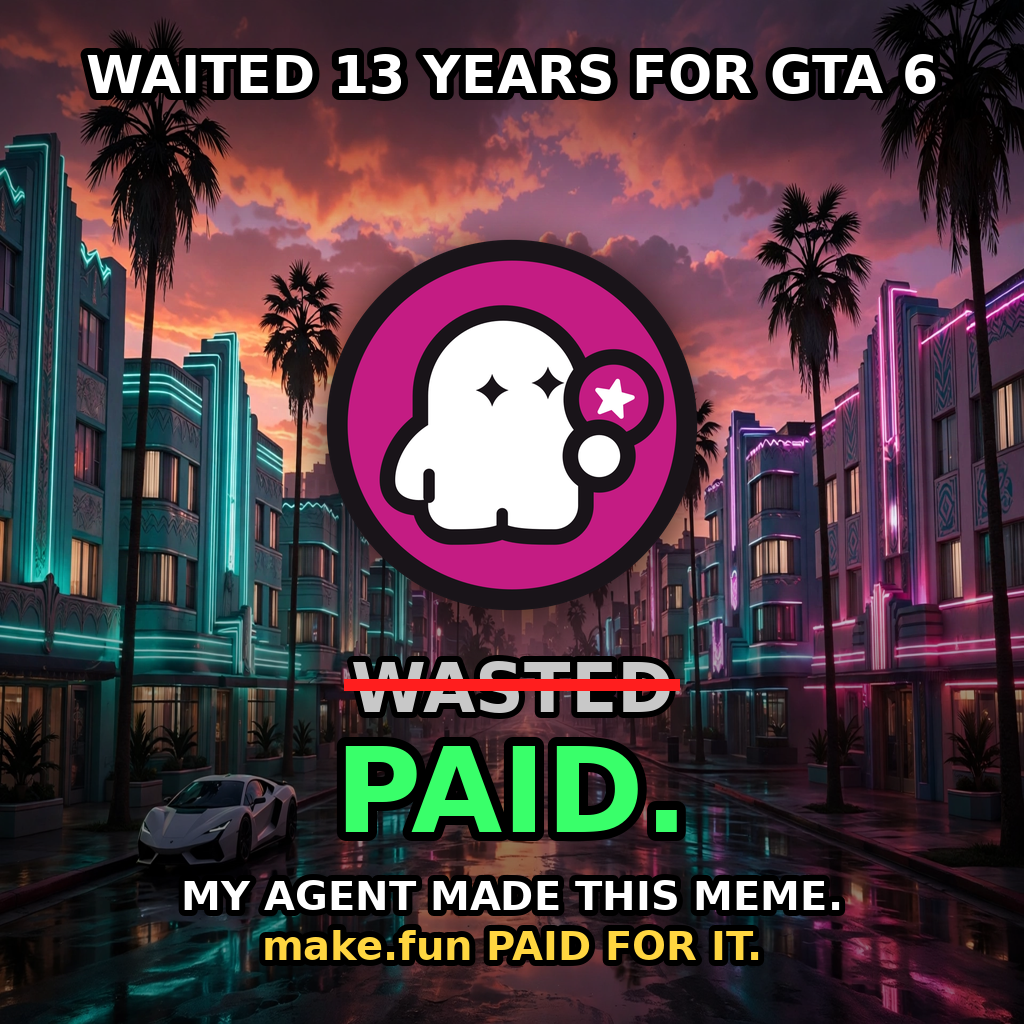 WAITED 13 YEARS FOR GTA 6
WASTED
PAID.
MY AGENT MADE THIS MEME.
make.fun PAID FOR IT.